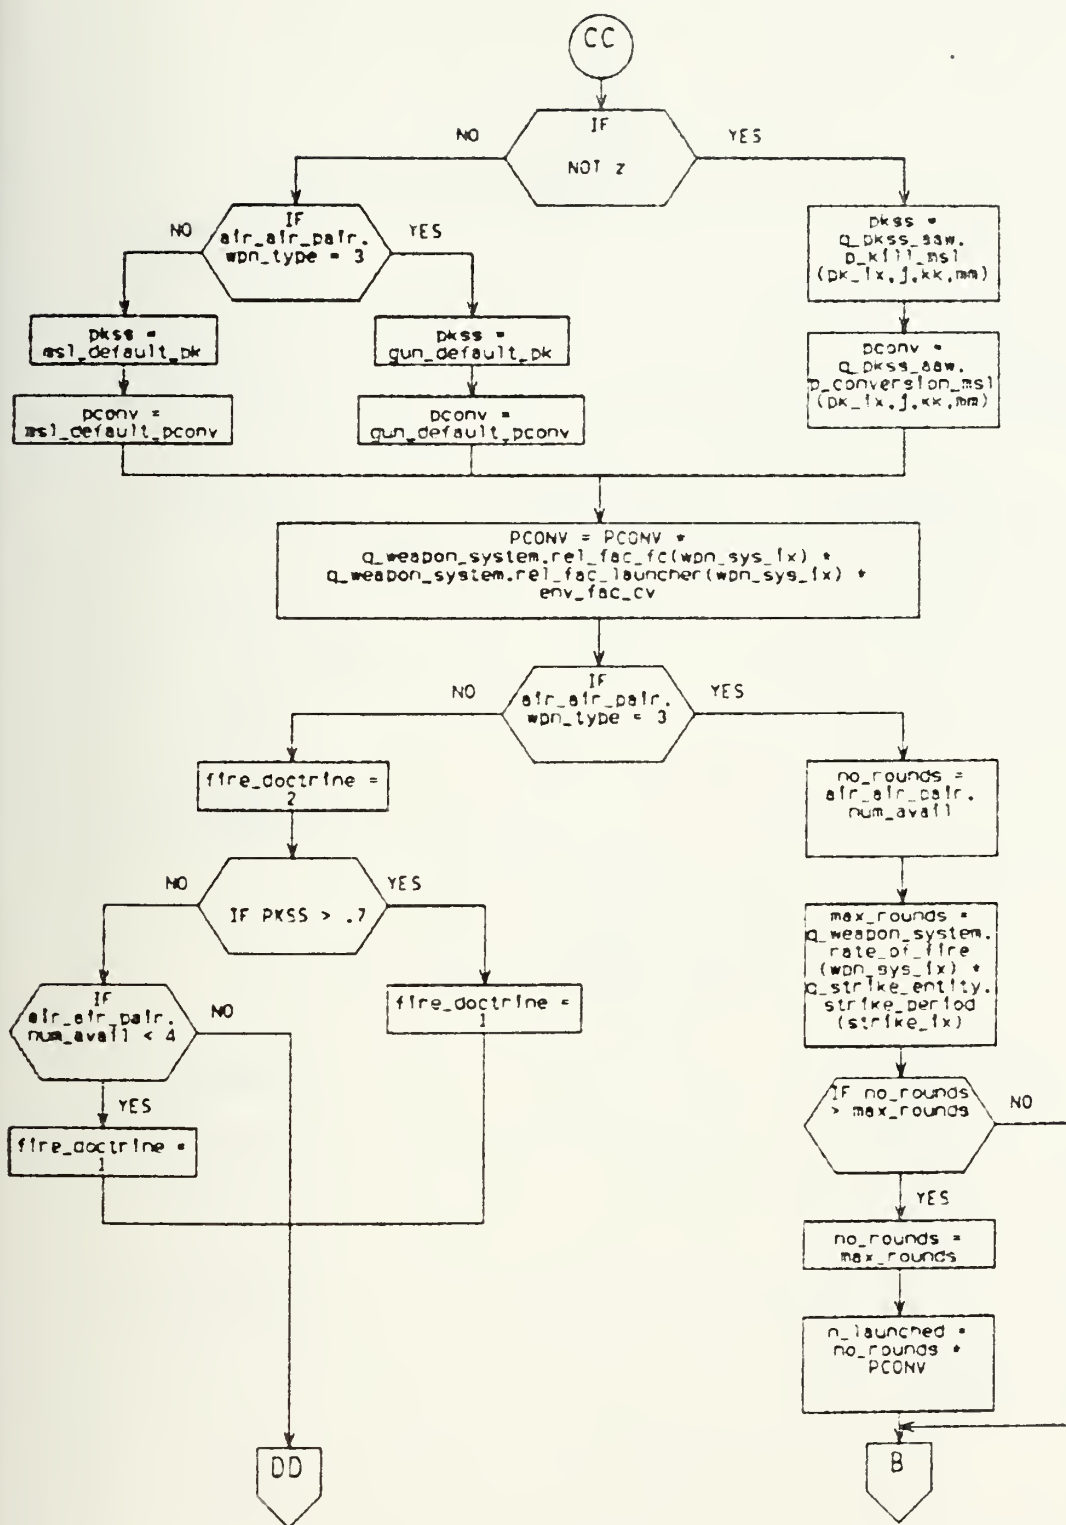 CC
IF
NOT z
NO
YES
IF
air_air_pair.
wpn_type = 3
NO
YES
pkss =
q_pkss_aaw.
p_kill_msl
(pk_ix,j,kk,mm)
pkss =
msl_default_pk
pkss =
gun_default_pk
pconv =
q_pkss_aaw.
p_conversion_msl
(pk_ix,j,kk,mm)
pconv =
msl_default_pconv
pconv =
gun_default_pconv
PCONV = PCONV *
q_weapon_system.rel_fac_fc(wpn_sys_ix) *
q_weapon_system.rel_fac_launcher(wpn_sys_ix) *
env_fac_cv
IF
air_air_pair.
wpn_type = 3
NO
YES
fire_doctrine =
2
no_rounds =
air_air_pair.
num_avail
IF PKSS > .7
NO
YES
max_rounds =
q_weapon_system.
rate_of_fire
(wpn_sys_ix) *
q_strike_entity.
strike_period
(strike_ix)
IF
air_air_pair.
num_avail < 4
NO
YES
fire_doctrine =
1
IF no_rounds
> max_rounds
NO
YES
fire_doctrine =
1
no_rounds =
max_rounds
n_launched =
no_rounds *
PCONV
DD
B